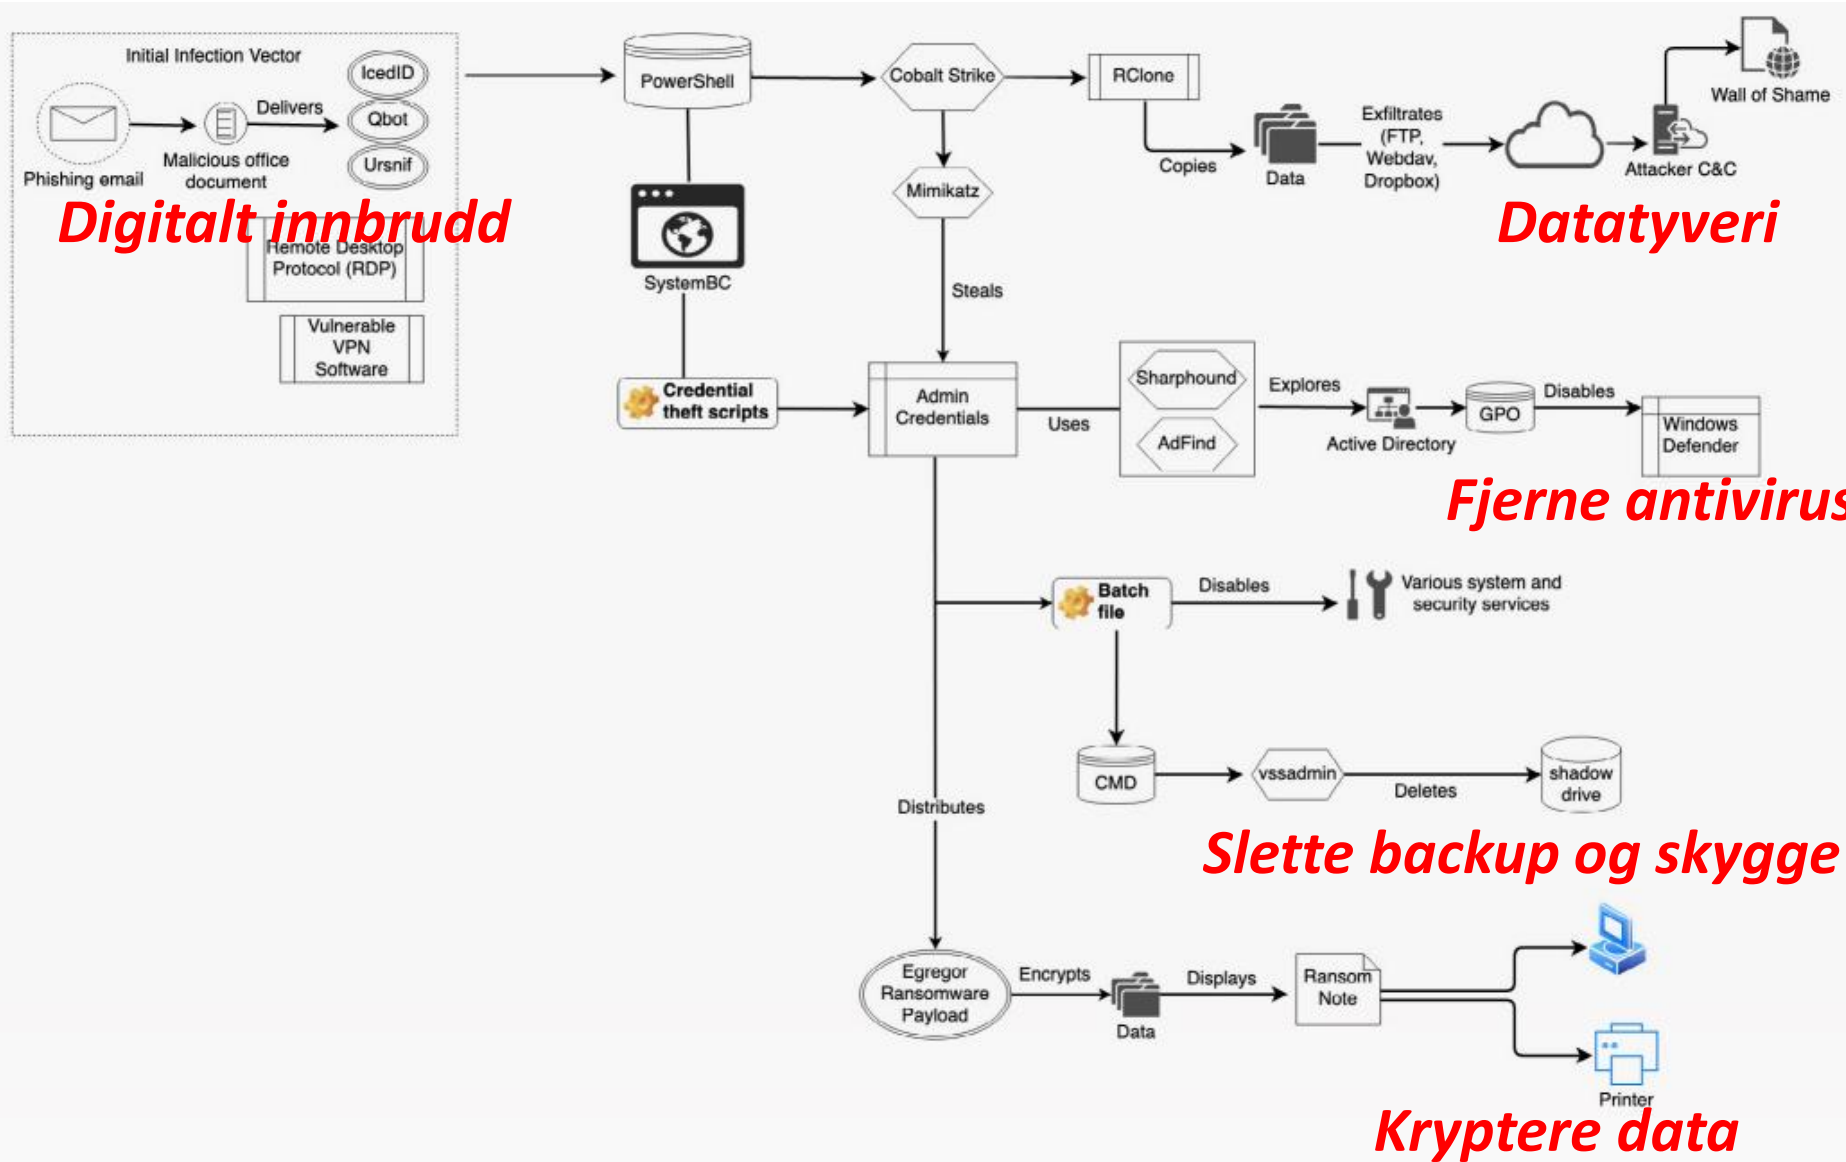 Initial Infection Vector
Phishing email
Malicious office
document
Delivers
IcedID
Qbot
Ursnif
Digitalt innbrudd
Remote Desktop
Protocol (RDP)
Vulnerable
VPN
Software
PowerShell
SystemBC
Credential
theft scripts
Cobalt Strike
Mimikatz
Steals
Admin
Credentials
RClone
Copies
Data
Exfiltrates
(FTP,
Webdav,
Dropbox)
Attacker C&C
Wall of Shame
Datatyveri
Uses
Sharphound
AdFind
Explores
Active Directory
GPO
Disables
Windows
Defender
Fjerne antivirus
Batch
file
Disables
Various system and
security services
CMD
vssadmin
Deletes
shadow
drive
Slette backup og skygge
Distributes
Egregor
Ransomware
Payload
Encrypts
Data
Displays
Ransom
Note
Printer
Kryptere data